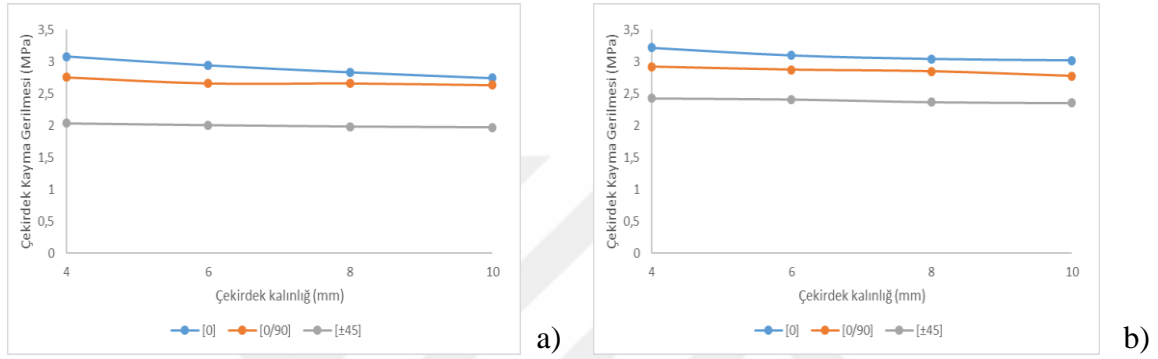 Çekirdek Kayma Gerilmesi (MPa)
3,5
3
2,5
2
1,5
1
0,5
0
4 6 8 10
Çekirdek kalınlığ (mm)
[0] [0/90] [±45]
a)
Çekirdek Kayma Gerilmesi (MPa)
3,5
3
2,5
2
1,5
1
0,5
0
4 6 8 10
Çekirdek kalınlığ (mm)
[0] [0/90] [±45]
b)